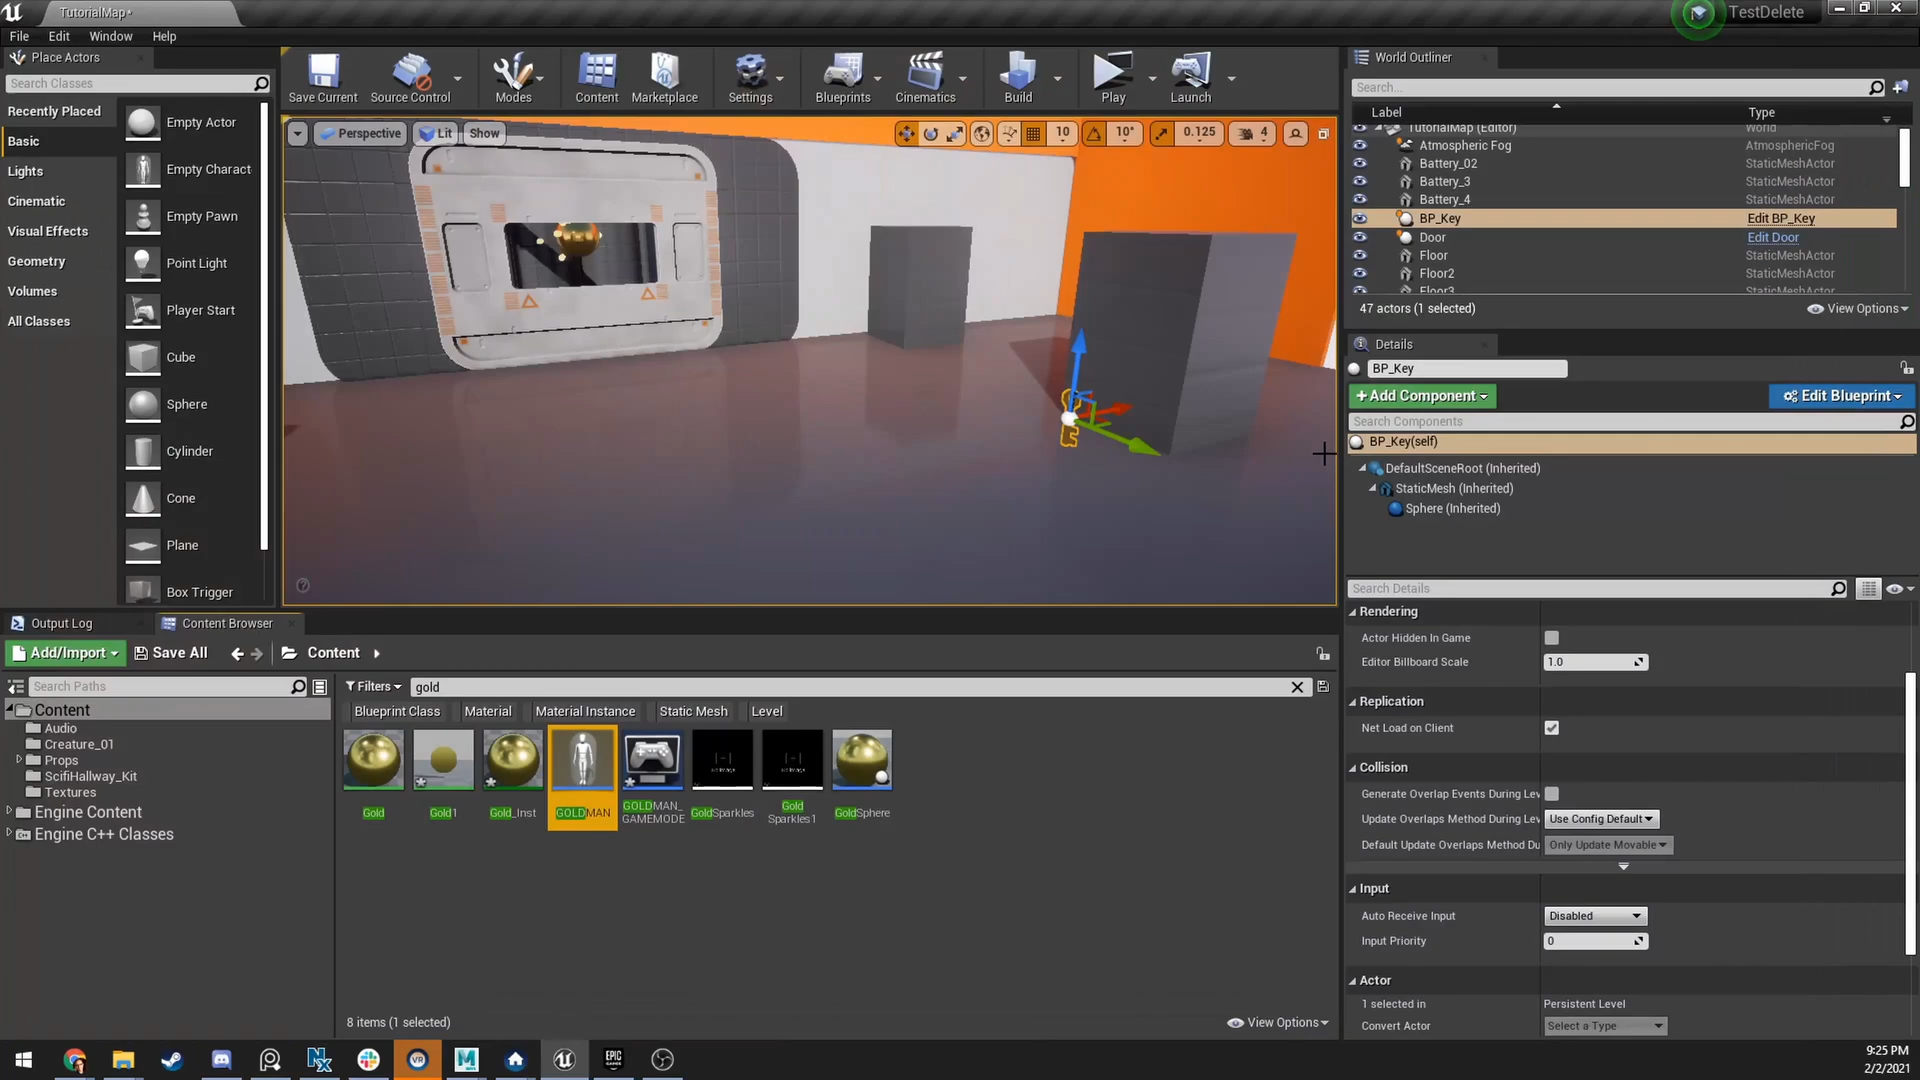 TutorialMap*
TestDelete
File Edit Window Help
Place Actors
Search Classes
Recently Placed
Basic
Lights
Cinematic
Visual Effects
Geometry
Volumes
All Classes
Empty Actor
Empty Charact
Empty Pawn
Point Light
Player Start
Cube
Sphere
Cylinder
Cone
Plane
Box Trigger
Save Current Source Control Modes Content Marketplace Settings Blueprints Cinematics Build Play Launch
Perspective Lit Show
10 10° 0.125 4
World Outliner
Search...
Label Type
TutorialMap (Editor) World
Atmospheric Fog AtmosphericFog
Battery_02 StaticMeshActor
Battery_3 StaticMeshActor
Battery_4 StaticMeshActor
BP_Key Edit BP_Key
Door Edit Door
Floor StaticMeshActor
Floor2 StaticMeshActor
Floor3 StaticMeshActor
47 actors (1 selected) View Options
Details
BP_Key
+Add Component Edit Blueprint
Search Components
BP_Key(self)
DefaultSceneRoot (Inherited)
StaticMesh (Inherited)
Sphere (Inherited)
Search Details
Rendering
Actor Hidden In Game
Editor Billboard Scale 1.0
Replication
Net Load on Client
Collision
Generate Overlap Events During Lev
Update Overlaps Method During Lev Use Config Default
Default Update Overlaps Method Du Only Update Movable
Input
Auto Receive Input Disabled
Input Priority 0
Actor
1 selected in Persistent Level
Convert Actor Select a Type
Output Log Content Browser
Add/Import Save All Content
Search Paths
Content
Audio
Creature_01
Props
ScifiHallway_Kit
Textures
Engine Content
Engine C++ Classes
Filters gold
Blueprint Class Material Material Instance Static Mesh Level
Gold
Gold1
Gold_Inst
GOLDMAN
GOLDMAN_
GAMEMODE
GoldSparkles
Gold
Sparkles1
GoldSphere
8 items (1 selected) View Options
VR
EPIC
GAMES
9:25 PM
2/2/2021